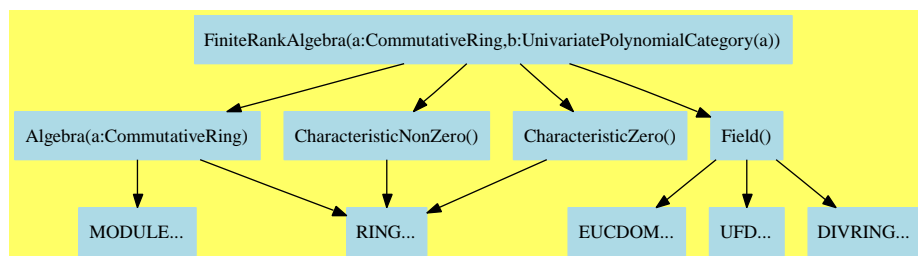 FiniteRankAlgebra(a:CommutativeRing,b:UnivariatePolynomialCategory(a))
Algebra(a:CommutativeRing)
CharacteristicNonZero()
CharacteristicZero()
Field()
MODULE...
RING...
EUCDOM...
UFD...
DIVRING...